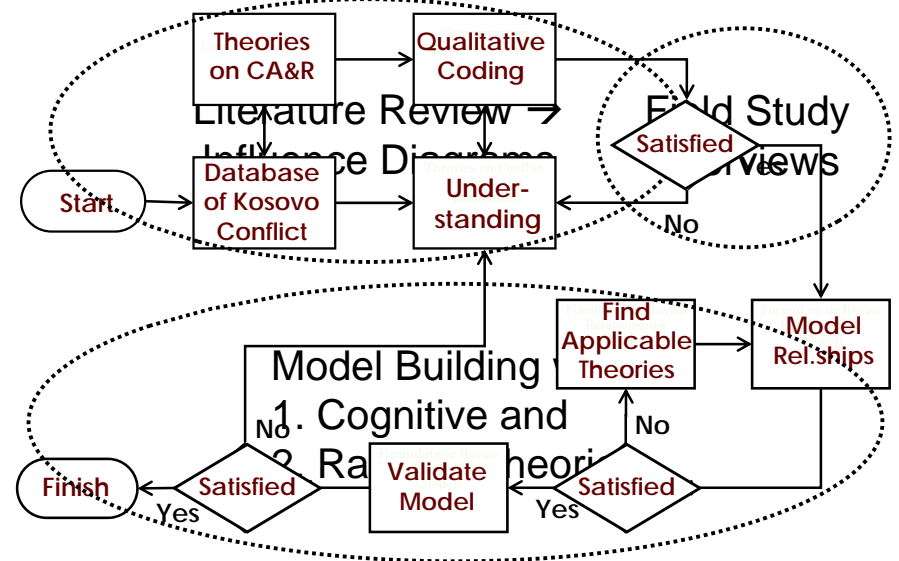 Theories
on CA&R
Qualitative
Coding
Literature Review →
Influence Diagrams
Field Study
Satisfied
Yes
No
Start
Database
of Kosovo
Conflict
Under-
standing
Find
Applicable
Theories
Model
Rel.ships
Model Building
1. Cognitive and
2.
No
No
Finish
Satisfied
Yes
Validate
Model
Satisfied
Yes